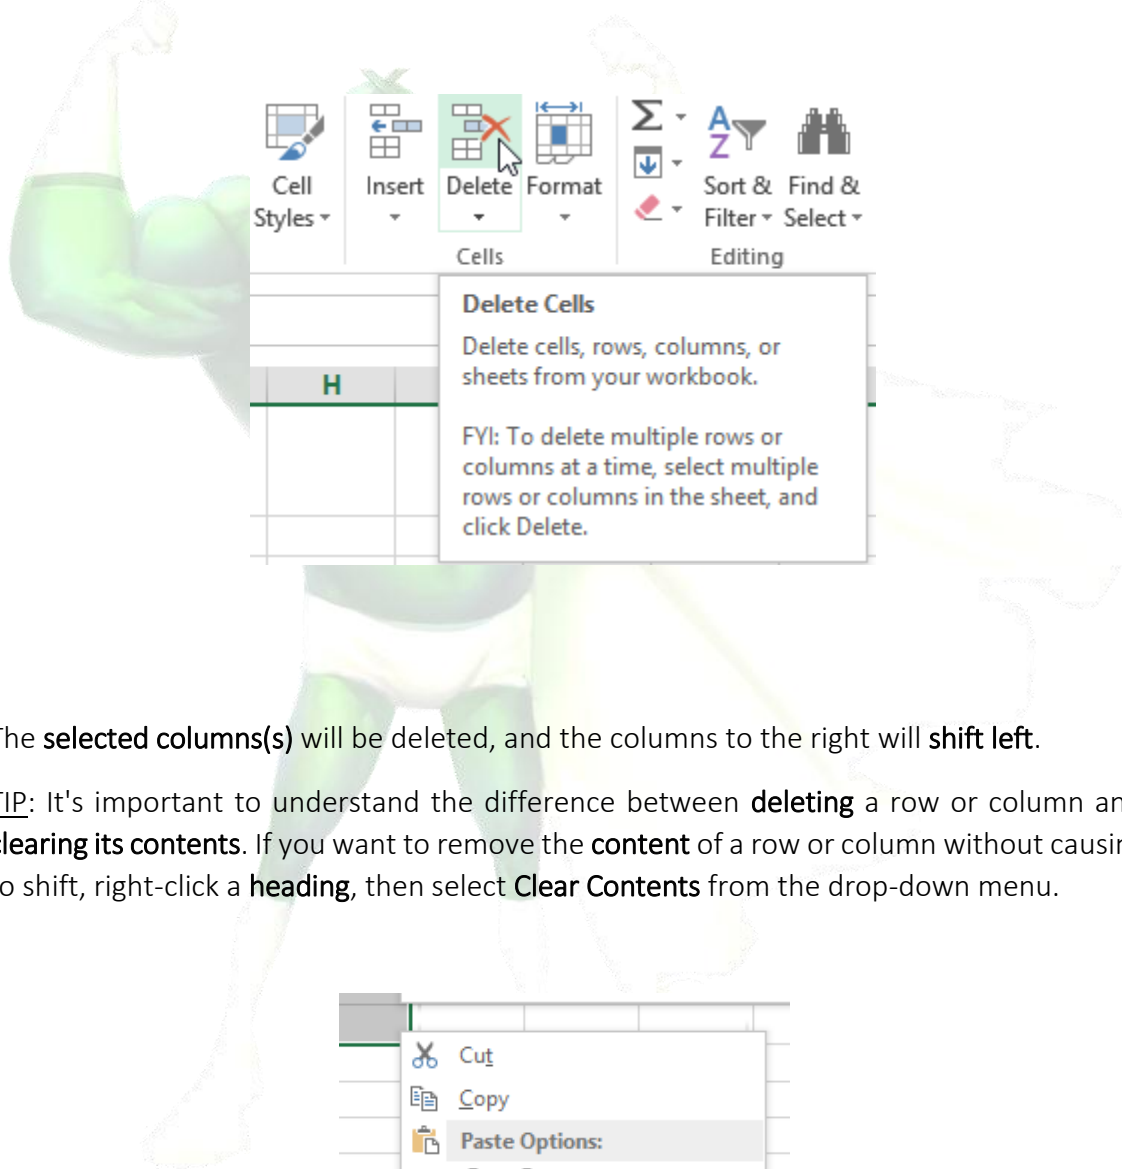 Cell Styles
Insert
Delete
Format
Sort & Filter
Find & Select
Cells
Editing
H
Delete Cells
Delete cells, rows, columns, or
sheets from your workbook.
FYI: To delete multiple rows or
columns at a time, select multiple
rows or columns in the sheet, and
click Delete.
The selected columns(s) will be deleted, and the columns to the right will shift left.
TIP: It's important to understand the difference between deleting a row or column an
clearing its contents. If you want to remove the content of a row or column without causin
to shift, right-click a heading, then select Clear Contents from the drop-down menu.
Cut
Copy
Paste Options: